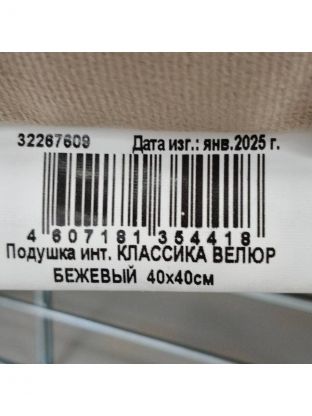 32267609 Дата изг.: янв.2025 г.
4 607181 354418
Подушка инт. КЛАССИКА ВЕЛЮР
БЕЖЕВЫЙ 40х40см